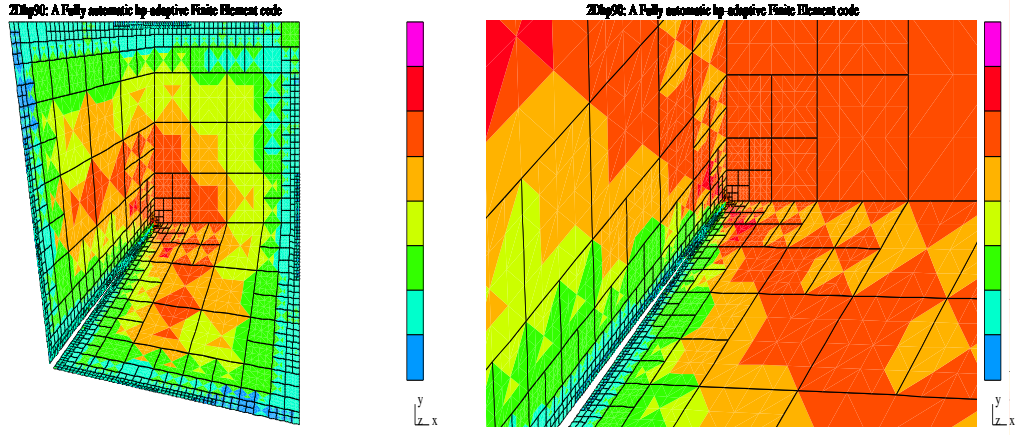 2Dhp90: A Fully automatic hp-adaptive Finite Element code
2Dhp90: A Fully automatic hp-adaptive Finite Element code
y
z x
y
z x